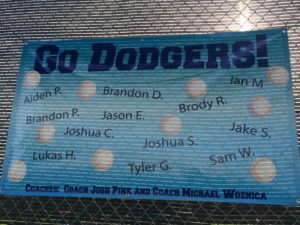 GO DODGERS!
Aiden P. Brandon D. Ian M
Brandon P. Jason E. Brody R.
Joshua C. Joshua S. Jake S.
Lukas H. Tyler G. Sam W.
COACHES: COACH JOSH PINK AND COACH MICHAEL WOZNICA